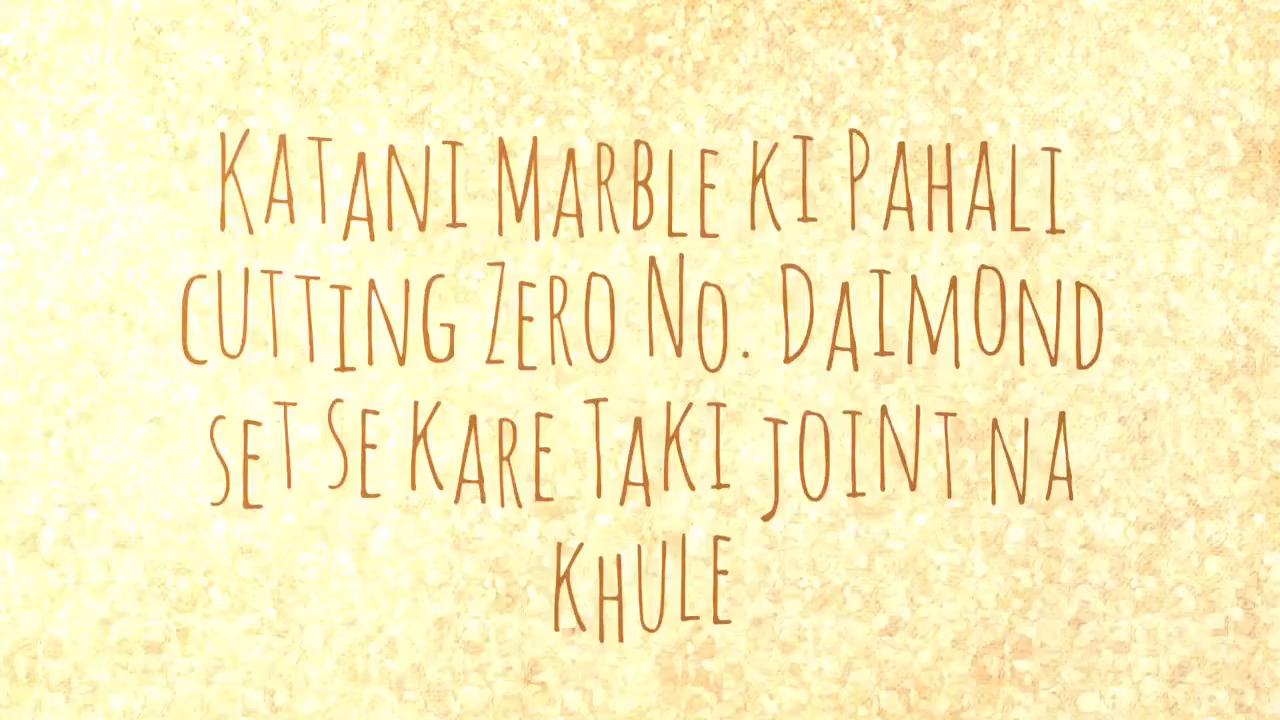 KATANI MARBLE KI PAHALI
CUTTING ZERO NO. DAIMOND
SET SE KARE TAKI JOINT NA
KHULE